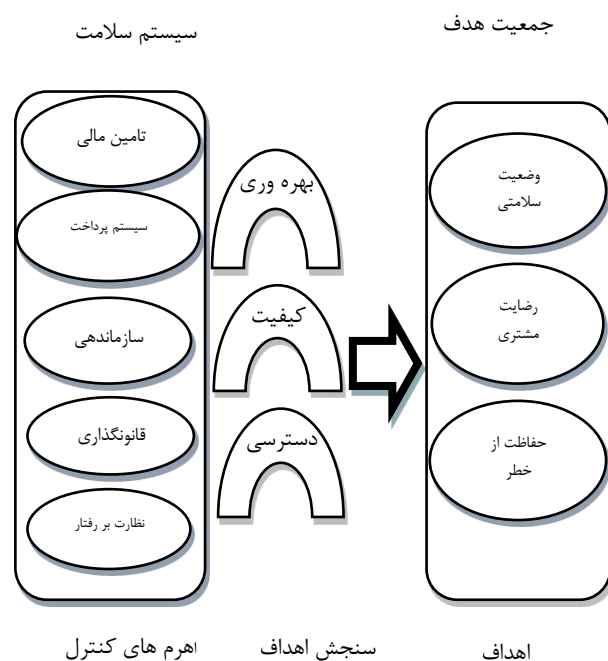 جمعیت هدف
سیستم سلامت
تامین مالی
سیستم پرداخت
سازماندهی
قانونگذاری
نظارت بر رفتار
بهره وری
کیفیت
دسترسی
وضعیت
سلامتی
رضایت
مشتری
حفاظت از
خطر
اهرم های کنترل
سنجش اهداف
اهداف